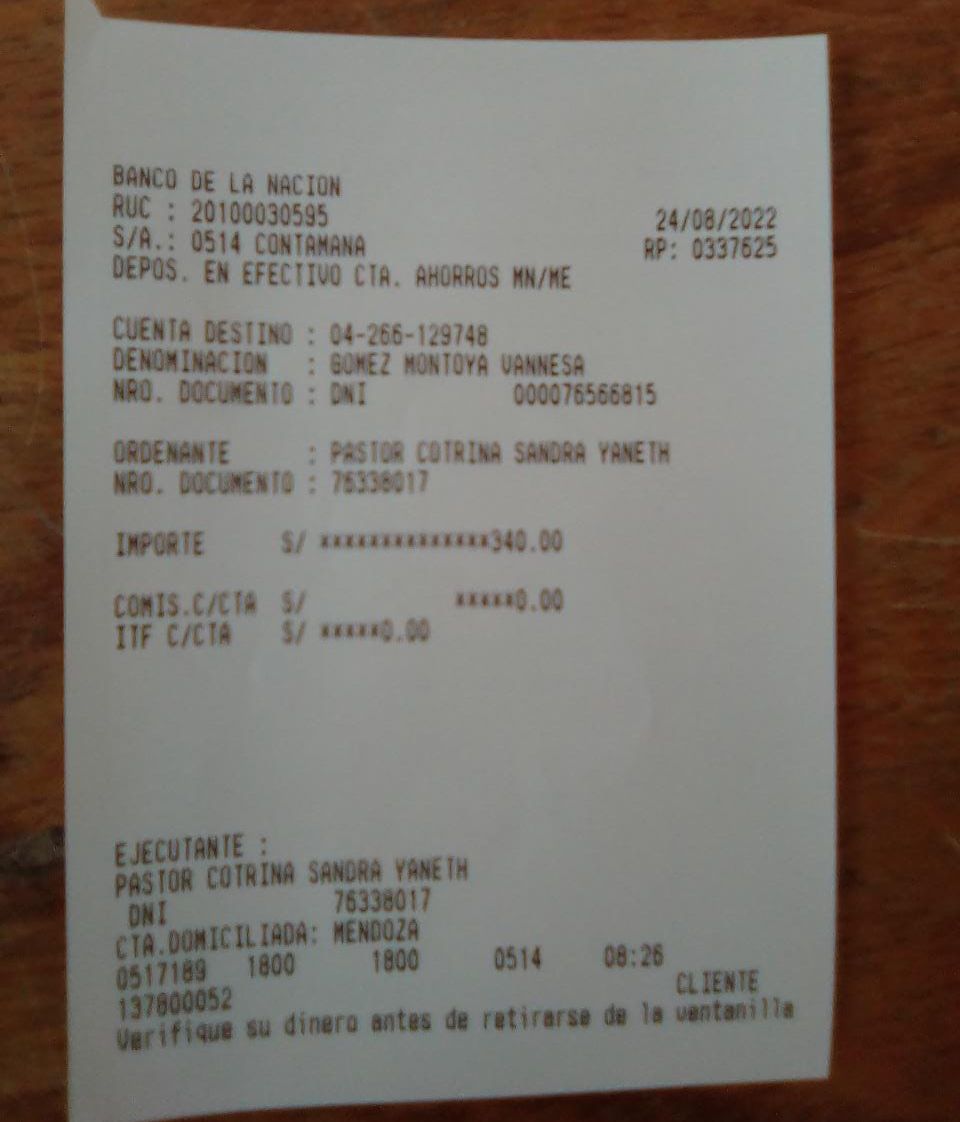 BANCO DE LA NACION
RUC : 20100030595 24/08/2022
S/A.: 0514 CONTAMANA RP: 0337625
DEPOS. EN EFECTIVO CTA. AHORROS MN/ME
CUENTA DESTINO : 04-266-129748
DENOMINACION : GOMEZ MONTOYA VANNESA
NRO. DOCUMENTO : DNI 000076566815
ORDENANTE : PASTOR COTRINA SANDRA YANETH
NRO. DOCUMENTO : 76338017
IMPORTE S/ **************340.00
COMIS.C/CTA S/ *****0.00
ITF C/CTA S/ *****0.00
EJECUTANTE :
PASTOR COTRINA SANDRA YANETH
DNI 76338017
CTA.DOMICILIADA: MENDOZA
0517189 1800 1800 0514 08:26
CLIENTE
137800052
Verifique su dinero antes de retirarse de la ventanilla